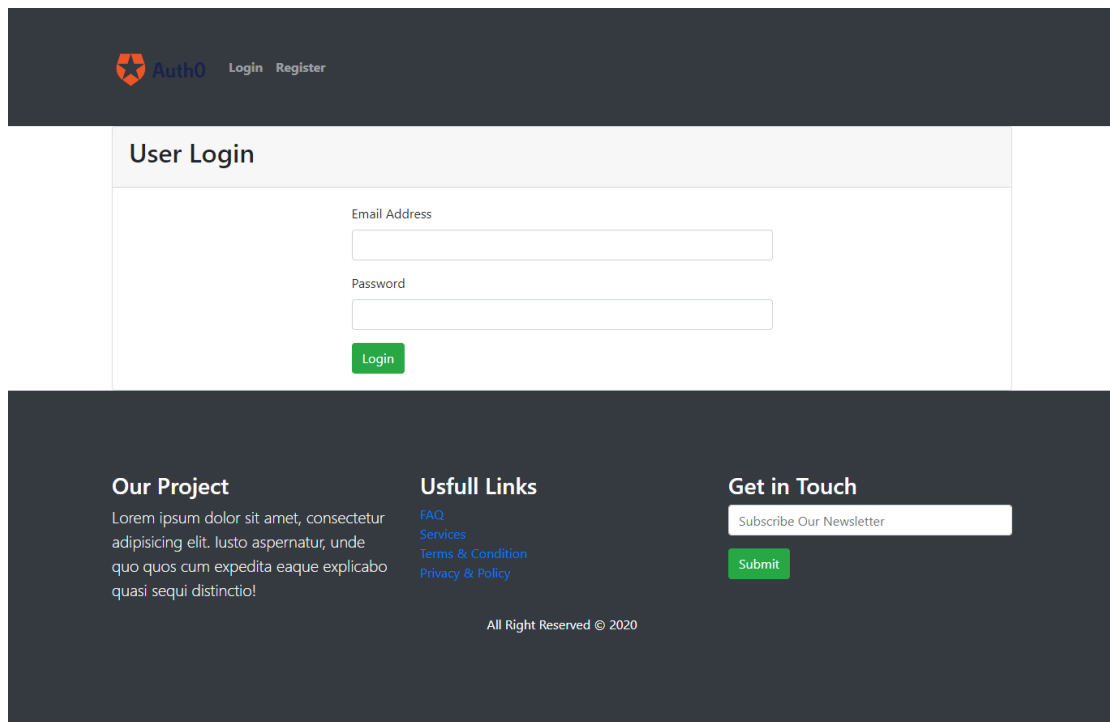 Auth0 Login Register
User Login
Email Address
Password
Login
Our Project
Lorem ipsum dolor sit amet, consectetur
adipisicing elit. Iusto aspernatur, unde
quo quos cum expedita eaque explicabo
quasi sequi distinctio!
Usfull Links
FAQ
Services
Terms & Condition
Privacy & Policy
Get in Touch
Subscribe Our Newsletter
Submit
All Right Reserved © 2020